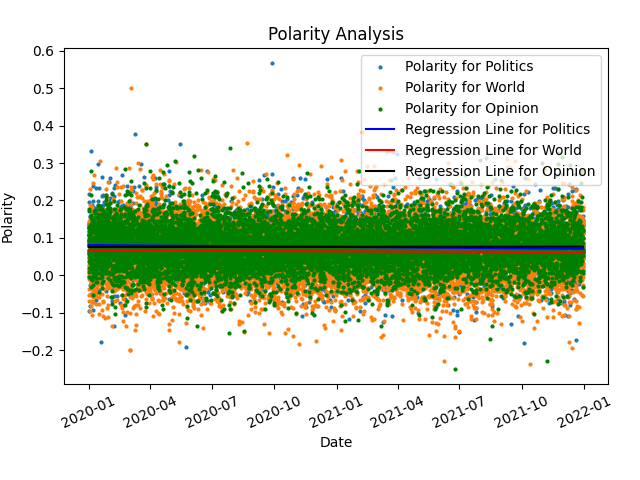 Polarity Analysis
Polarity for Politics
Polarity for World
Polarity for Opinion
Regression Line for Politics
Regression Line for World
Regression Line for Opinion
Polarity
0.6
0.5
0.4
0.3
0.2
0.1
0.0
−0.1
−0.2
2020-01
2020-04
2020-07
2020-10
2021-01
2021-04
2021-07
2021-10
2022-01
Date